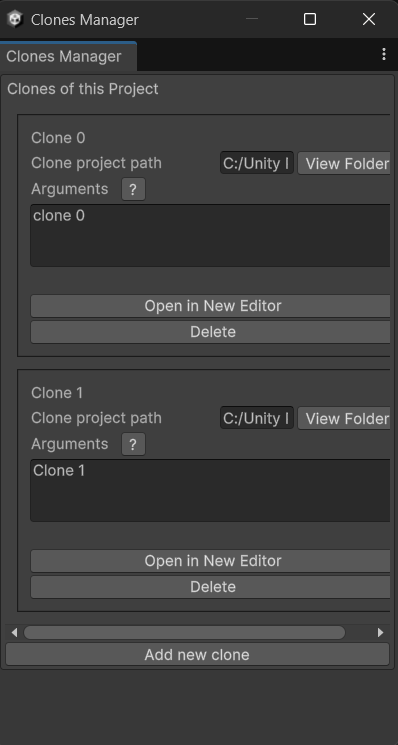 Clones Manager
Clones Manager
Clones of this Project
Clone 0
Clone project path C:/Unity View Folder
Arguments ?
clone 0
Open in New Editor
Delete
Clone 1
Clone project path C:/Unity View Folder
Arguments ?
Clone 1
Open in New Editor
Delete
Add new clone